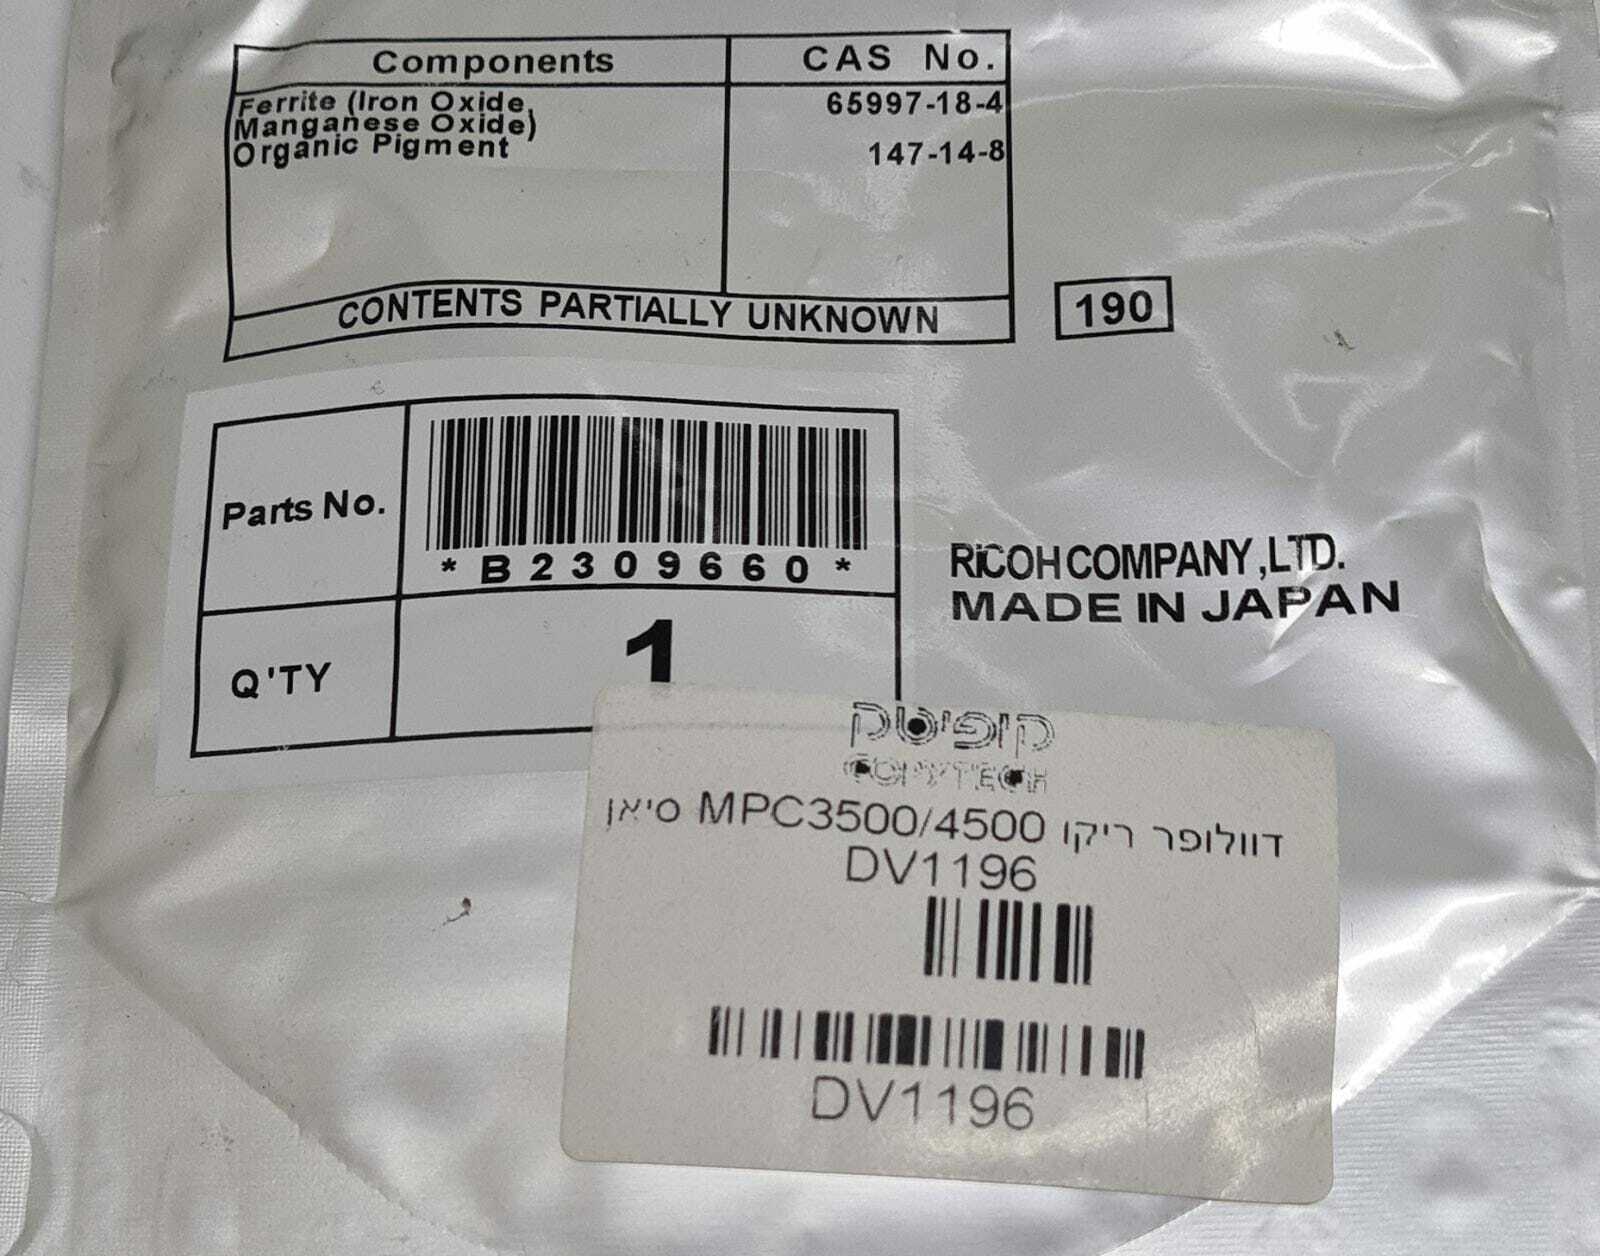 Components CAS No.
Ferrite (Iron Oxide, 65997-18-4
Manganese Oxide)
Organic Pigment 147-14-8
CONTENTS PARTIALLY UNKNOWN
190
Parts No.
*B2309660*
Q'TY 1
RICOH COMPANY,LTD.
MADE IN JAPAN
קופיטק
COPYTECH
דוולופר ריקו MPC3500/4500 סיאן
DV1196
DV1196